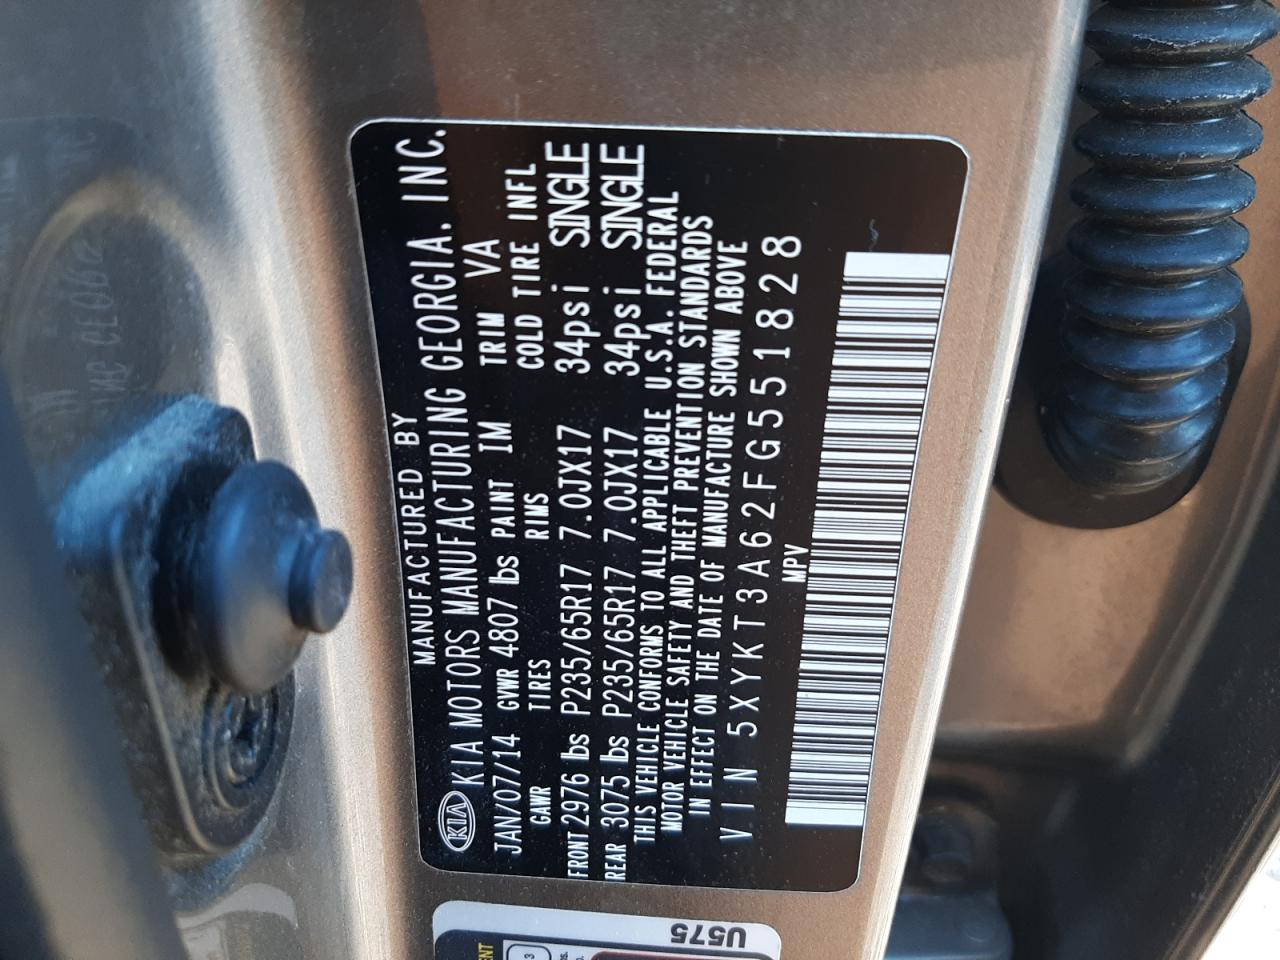 MANUFACTURED BY
KIA KIA MOTORS MANUFACTURING GEORGIA. INC.
JAN/07/14 GVWR 4807 lbs PAINT IM TRIM VA
GAWR TIRES RIMS COLD TIRE INFL
FRONT 2976 lbs P235/65R17 7.0JX17 34psi SINGLE
REAR 3075 lbs P235/65R17 7.0JX17 34psi SINGLE
THIS VEHICLE CONFORMS TO ALL APPLICABLE U.S.A. FEDERAL
MOTOR VEHICLE SAFETY AND THEFT PREVENTION STANDARDS
IN EFFECT ON THE DATE OF MANUFACTURE SHOWN ABOVE
VIN 5XYKT3A62FG551828
MPV
U575
3